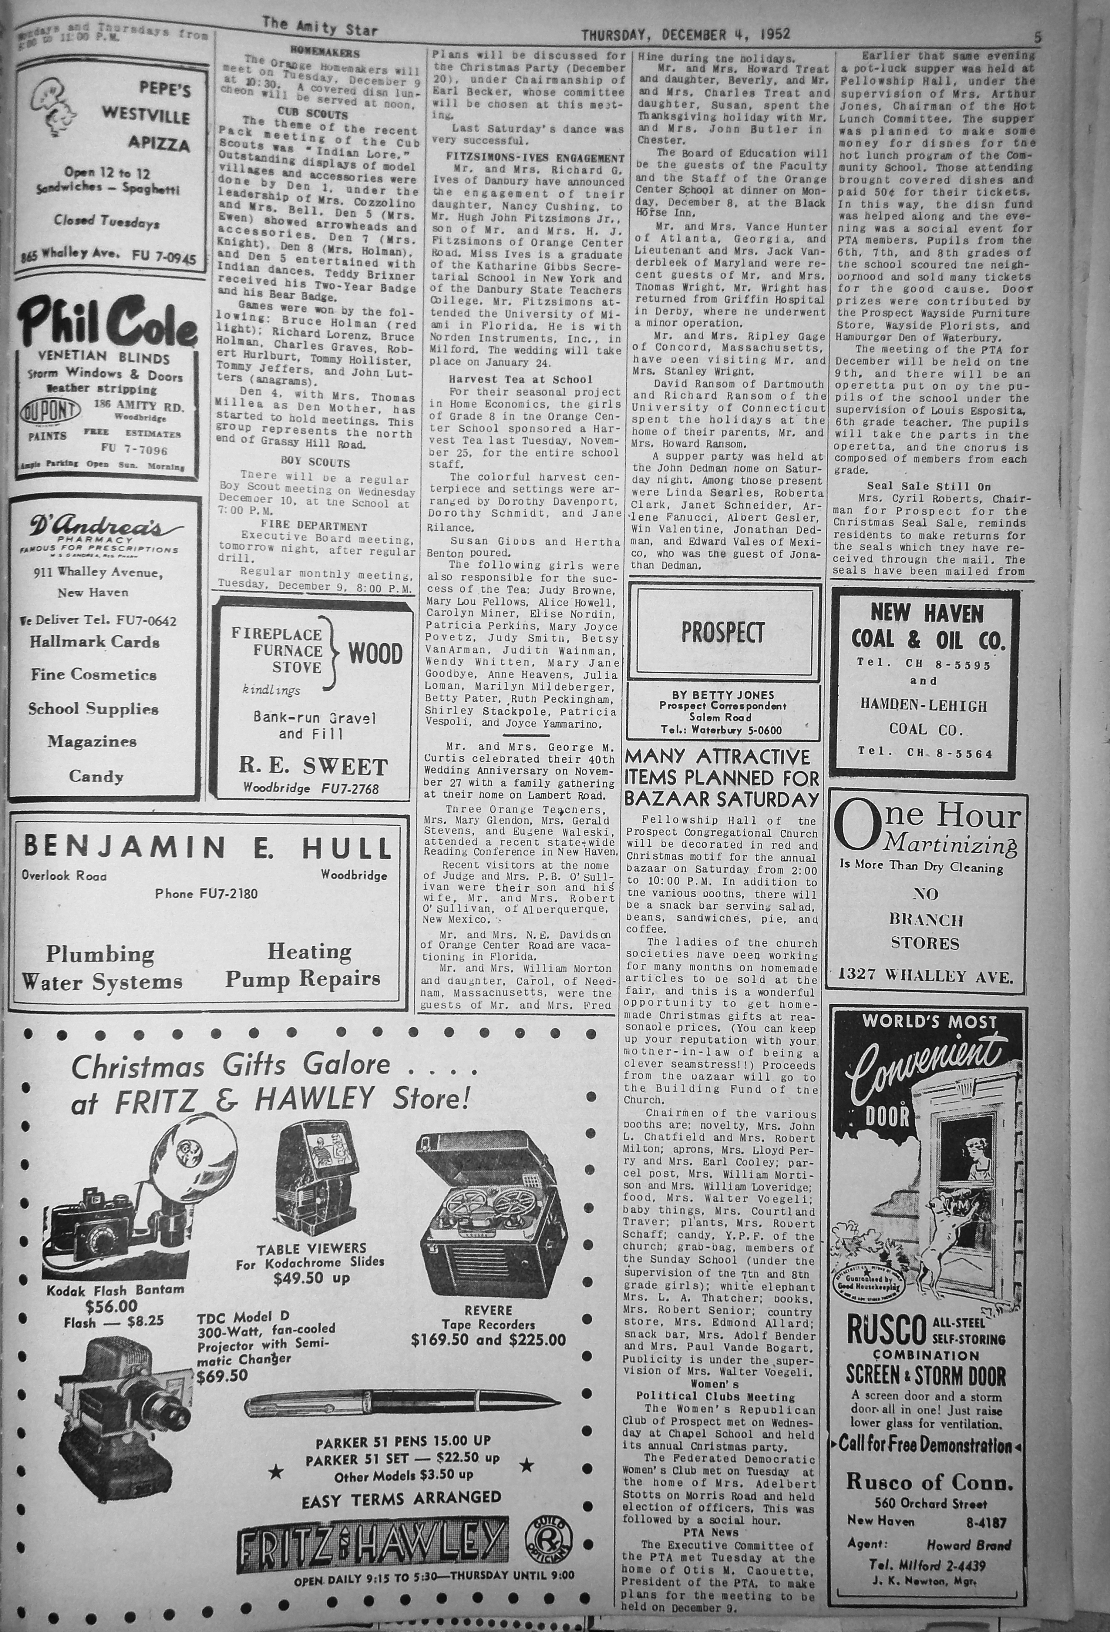 The Amity Star
THURSDAY, DECEMBER 4, 1952
5
Mondays and Thursdays from
8:00 to 11:00 P.M.
PEPE'S
WESTVILLE
APIZZA
Open 12 to 12
Sandwiches – Spaghetti
Closed Tuesdays
865 Whalley Ave. FU 7-0945
Phil Cole
VENETIAN BLINDS
Storm Windows & Doors
Weather stripping
DUPONT
PAINTS
186 AMITY RD.
Woodbridge
FREE ESTIMATES
FU 7-7096
Ample Parking Open Sun. Morning
D'Andrea's
PHARMACY
FAMOUS FOR PRESCRIPTIONS
911 Whalley Avenue,
New Haven
We Deliver Tel. FU7-0642
Hallmark Cards
Fine Cosmetics
School Supplies
Magazines
Candy
HOMEMAKERS
The Orange Homemakers will
meet on Tuesday, December 9
at 10:30. A covered dish lun-
cheon will be served at noon.
CUB SCOUTS
The theme of the recent
Pack meeting of the Cub
Scouts was "Indian Lore."
Outstanding displays of model
villages and accessories were
done by Den 1, under the
leadership of Mrs. Cozzolino
and Mrs. Bell. Den 5 (Mrs.
Ewen) showed arrowheads and
accessories. Den 7 (Mrs.
Knight), Den 8 (Mrs. Holman),
and Den 5 entertained with
Indian dances. Teddy Brixner
received his Two-Year Badge
and his Bear Badge.
Games were won by the fol-
lowing: Bruce Holman (red
light); Richard Lorenz, Bruce
Holman, Charles Graves, Rob-
ert Hurlburt, Tommy Hollister,
Tommy Jeffers, and John Lut-
ters (anagrams).
Den 4, with Mrs. Thomas
Millea as Den Mother, has
started to hold meetings. This
group represents the north
end of Grassy Hill Road.
BOY SCOUTS
There will be a regular
Boy Scout meeting on Wednesday
December 10, at the School at
7:00 P.M.
FIRE DEPARTMENT
Executive Board meeting,
tomorrow night, after regular
drill.
Regular monthly meeting,
Tuesday, December 9, 8:00 P.M.
FIREPLACE
FURNACE
STOVE
WOOD
kindlings
Bank-run Gravel
and Fill
R. E. SWEET
Woodbridge FU7-2768
BENJAMIN E. HULL
Overlook Road
Woodbridge
Phone FU7-2180
Plumbing
Water Systems
Heating
Pump Repairs
Plans will be discussed for
the Christmas Party (December
20), under Chairmanship of
Earl Becker, whose committee
will be chosen at this meet-
ing.
Last Saturday's dance was
very successful.
FITZSIMONS-IVES ENGAGEMENT
Mr. and Mrs. Richard G.
Ives of Danbury have announced
the engagement of their
daughter, Nancy Cushing, to
Mr. Hugh John Fitzsimons Jr.,
son of Mr. and Mrs. H. J.
Fitzsimons of Orange Center
Road. Miss Ives is a graduate
of the Katharine Gibbs Secre-
tarial School in New York and
of the Danbury State Teachers
College. Mr. Fitzsimons at-
tended the University of Mi-
ami in Florida. He is with
Norden Instruments, Inc., in
Milford. The wedding will take
place on January 24.
Harvest Tea at School
For their seasonal project
in Home Economics, the girls
of Grade 8 in the Orange Cen-
ter School sponsored a Har-
vest Tea last Tuesday, Novem-
ber 25, for the entire school
staff.
The colorful harvest cen-
terpiece and settings were ar-
ranged by Dorothy Davenport,
Dorothy Schmidt, and Jane
Rilance.
Susan Gibbs and Hertha
Benton poured.
The following girls were
also responsible for the suc-
cess of the Tea: Judy Browne,
Mary Lou Fellows, Alice Howell,
Carolyn Miner, Elise Nordin,
Patricia Perkins, Mary Joyce
Povetz, Judy Smith, Betsy
VanArman, Judith Wainman,
Wendy Whitten, Mary Jane
Goodbye, Anne Heavens, Julia
Loman, Marilyn Mildeberger,
Betty Pater, Ruth Peckingham,
Shirley Stackpole, Patricia
Vespoli, and Joyce Yammarino.
Mr. and Mrs. George M.
Curtis celebrated their 40th
Wedding Anniversary on Novem-
ber 27 with a family gathering
at their home on Lambert Road.
Three Orange Teachers,
Mrs. Mary Glendon, Mrs. Gerald
Stevens, and Eugene Waleski,
attended a recent state-wide
Reading Conference in New Haven.
Recent visitors at the home
of Judge and Mrs. P.B. O'Sull-
ivan were their son and his
wife, Mr. and Mrs. Robert
O'Sullivan, of Alberquerque,
New Mexico.
Mr. and Mrs. N.E. Davidson
of Orange Center Road are vaca-
tioning in Florida.
Mr. and Mrs. William Morton
and daughter, Carol, of Need-
nam, Massachusetts, were the
guests of Mr. and Mrs. Fred
Hine during the holidays.
Mr. and Mrs. Howard Treat
and daughter, Beverly, and Mr.
and Mrs. Charles Treat and
daughter, Susan, spent the
Thanksgiving holiday with Mr.
and Mrs. John Butler in
Chester.
The Board of Education will
be the guests of the Faculty
and the Staff of the Orange
Center School at dinner on Mon-
day, December 8, at the Black
Horse Inn.
Mr. and Mrs. Vance Hunter
of Atlanta, Georgia, and
Lieutenant and Mrs. Jack Van-
derbleek of Maryland were re-
cent guests of Mr. and Mrs.
Thomas Wright. Mr. Wright has
returned from Griffin Hospital
in Derby, where he underwent
a minor operation.
Mr. and Mrs. Ripley Gage
of Concord, Massachusetts,
have been visiting Mr. and
Mrs. Stanley Wright.
David Ransom of Dartmouth
and Richard Ransom of the
University of Connecticut
spent the holidays at the
home of their parents, Mr. and
Mrs. Howard Ransom.
A supper party was held at
the John Dedman home on Satur-
day night. Among those present
were Linda Searles, Roberta
Clark, Janet Schneider, Ar-
lene Fanucci, Albert Gesler,
Win Valentine, Jonathan Ded-
man, and Edward Vales of Mexi-
co, who was the guest of Jona-
than Dedman.
PROSPECT
BY BETTY JONES
Prospect Correspondent
Salem Road
Tel.: Waterbury 5-0600
MANY ATTRACTIVE
ITEMS PLANNED FOR
BAZAAR SATURDAY
Fellowship Hall of the
Prospect Congregational Church
will be decorated in red and
Christmas motif for the annual
bazaar on Saturday from 2:00
to 10:00 P.M. In addition to
the various booths, there will
be a snack bar serving salad,
beans, sandwiches, pie, and
coffee.
The ladies of the church
societies have been working
for many months on homemade
articles to be sold at the
fair, and this is a wonderful
opportunity to get home-
made Christmas gifts at rea-
sonable prices. (You can keep
up your reputation with your
mother-in-law of being a
clever seamstress!!) Proceeds
from the bazaar will go to
the Building Fund of the
Church.
Chairmen of the various
booths are: novelty, Mrs. John
L. Chatfield and Mrs. Robert
Milton; aprons, Mrs. Lloyd Per-
ry and Mrs. Earl Cooley; par-
cel post, Mrs. William Morti-
son and Mrs. William Loveridge;
food, Mrs. Walter Voegeli;
baby things, Mrs. Courtland
Traver; plants, Mrs. Robert
Schaff; candy, Y.P.F. of the
church; grab-bag, members of
the Sunday School (under the
supervision of the 7th and 8th
grade girls); white elephant
Mrs. L. A. Thatcher; books,
Mrs. Robert Senior; country
store, Mrs. Edmond Allard;
snack bar, Mrs. Adolf Bender
and Mrs. Paul Vande Bogart.
Publicity is under the super-
vision of Mrs. Walter Voegeli.
Women's
Political Clubs Meeting
The Women's Republican
Club of Prospect met on Wednes-
day at Chapel School and held
its annual Christmas party.
The Federated Democratic
Women's Club met on Tuesday at
the home of Mrs. Adelbert
Stotts on Morris Road and held
election of officers. This was
followed by a social hour.
PTA News
The Executive Committee of
the PTA met Tuesday at the
home of Otis M. Caouette,
President of the PTA, to make
plans for the meeting to be
held on December 9.
Earlier that same evening
a pot-luck supper was held at
Fellowship Hall, under the
supervision of Mrs. Arthur
Jones, Chairman of the Hot
Lunch Committee. The supper
was planned to make some
money for dishes for the
hot lunch program of the Com-
munity School. Those attending
brought covered dishes and
paid 50¢ for their tickets.
In this way, the dish fund
was helped along and the eve-
ning was a social event for
PTA members. Pupils from the
6th, 7th, and 8th grades of
the school scoured the neigh-
borhood and sold many tickets
for the good cause. Door
prizes were contributed by
the Prospect Wayside Furniture
Store, Wayside Florists, and
Hamburger Den of Waterbury.
The meeting of the PTA for
December will be held on the
9th, and there will be an
operetta put on by the pu-
pils of the school under the
supervision of Louis Esposita,
6th grade teacher. The pupils
will take the parts in the
operetta, and the chorus is
composed of members from each
grade.
Seal Sale Still On
Mrs. Cyril Roberts, Chair-
man for Prospect for the
Christmas Seal Sale, reminds
residents to make returns for
the seals which they have re-
ceived through the mail. The
seals have been mailed from
NEW HAVEN
COAL & OIL CO.
Tel. CH 8-5595
and
HAMDEN-LEHIGH
COAL CO.
Tel. CH 8-5564
One Hour
Martinizing
Is More Than Dry Cleaning
NO
BRANCH
STORES
1327 WHALLEY AVE.
WORLD'S MOST
Convenient
DOOR
Guaranteed by
Good Housekeeping
RUSCO ALL-STEEL
SELF-STORING
COMBINATION
SCREEN & STORM DOOR
A screen door and a storm
door all in one! Just raise
lower glass for ventilation.
Call for Free Demonstration
Rusco of Conn.
560 Orchard Street
New Haven 8-4187
Agent: Howard Brand
Tel. Milford 2-4439
J. K. Newton, Mgr.
Christmas Gifts Galore . . . .
at FRITZ & HAWLEY Store!
Kodak Flash Bantam
$56.00
Flash — $8.25
TABLE VIEWERS
For Kodachrome Slides
$49.50 up
REVERE
Tape Recorders
$169.50 and $225.00
TDC Model D
300-Watt, fan-cooled
Projector with Semi-
matic Changer
$69.50
PARKER 51 PENS 15.00 UP
PARKER 51 SET — $22.50 up
Other Models $3.50 up
EASY TERMS ARRANGED
FRITZ AND HAWLEY
GUILD OPTICIANS
OPEN DAILY 9:15 TO 5:30—THURSDAY UNTIL 9:00